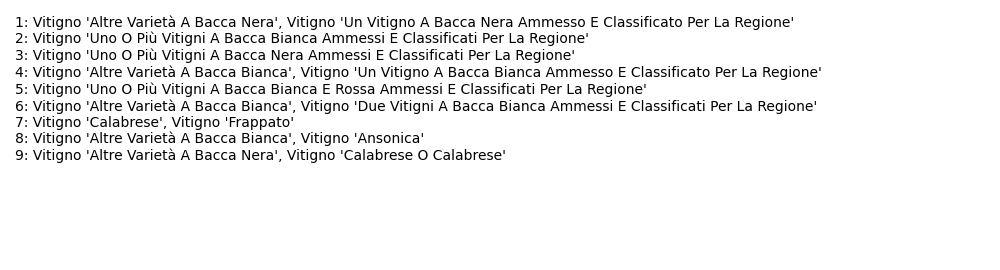 1: Vitigno 'Altre Varietà A Bacca Nera', Vitigno 'Un Vitigno A Bacca Nera Ammesso E Classificato Per La Regione'
2: Vitigno 'Uno O Più Vitigni A Bacca Bianca Ammessi E Classificati Per La Regione'
3: Vitigno 'Uno O Più Vitigni A Bacca Nera Ammessi E Classificati Per La Regione'
4: Vitigno 'Altre Varietà A Bacca Bianca', Vitigno 'Un Vitigno A Bacca Bianca Ammesso E Classificato Per La Regione'
5: Vitigno 'Uno O Più Vitigni A Bacca Bianca E Rossa Ammessi E Classificati Per La Regione'
6: Vitigno 'Altre Varietà A Bacca Bianca', Vitigno 'Due Vitigni A Bacca Bianca Ammessi E Classificati Per La Regione'
7: Vitigno 'Calabrese', Vitigno 'Frappato'
8: Vitigno 'Altre Varietà A Bacca Bianca', Vitigno 'Ansonica'
9: Vitigno 'Altre Varietà A Bacca Nera', Vitigno 'Calabrese O Calabrese'